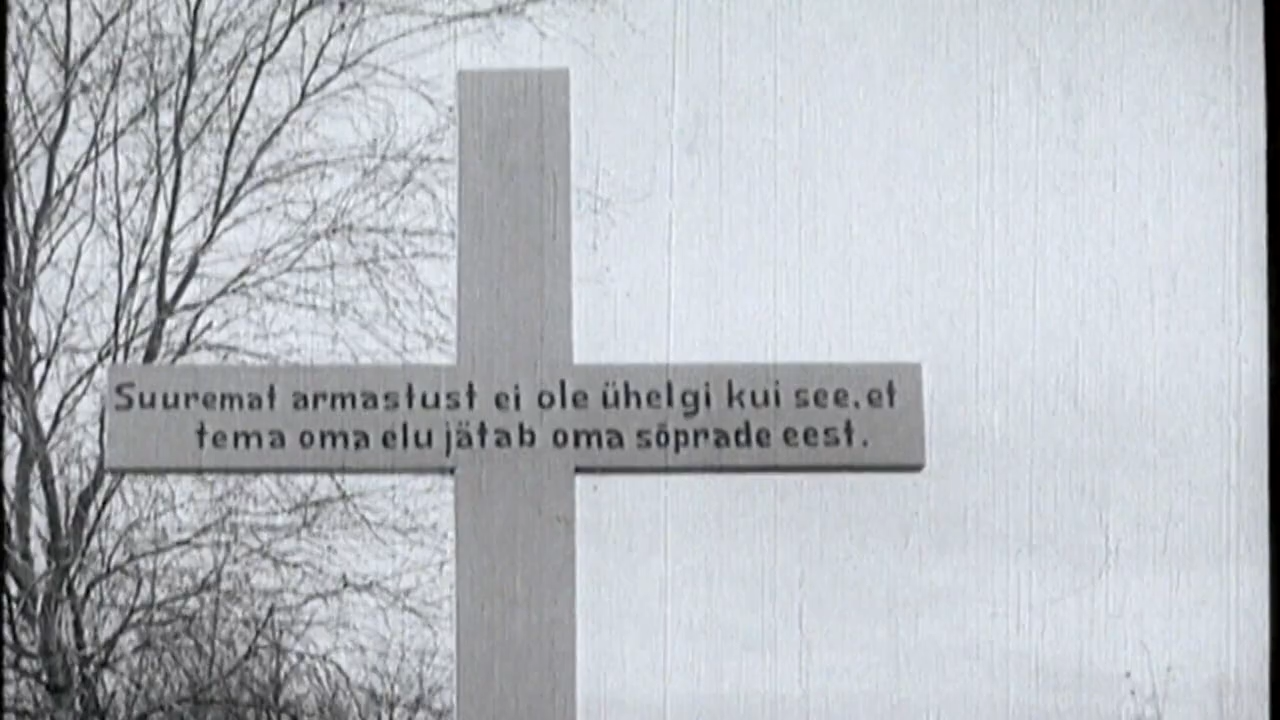 Suuremat armastust ei ole ühelgi kui see, et
tema oma elu jätab oma sõprade eest.